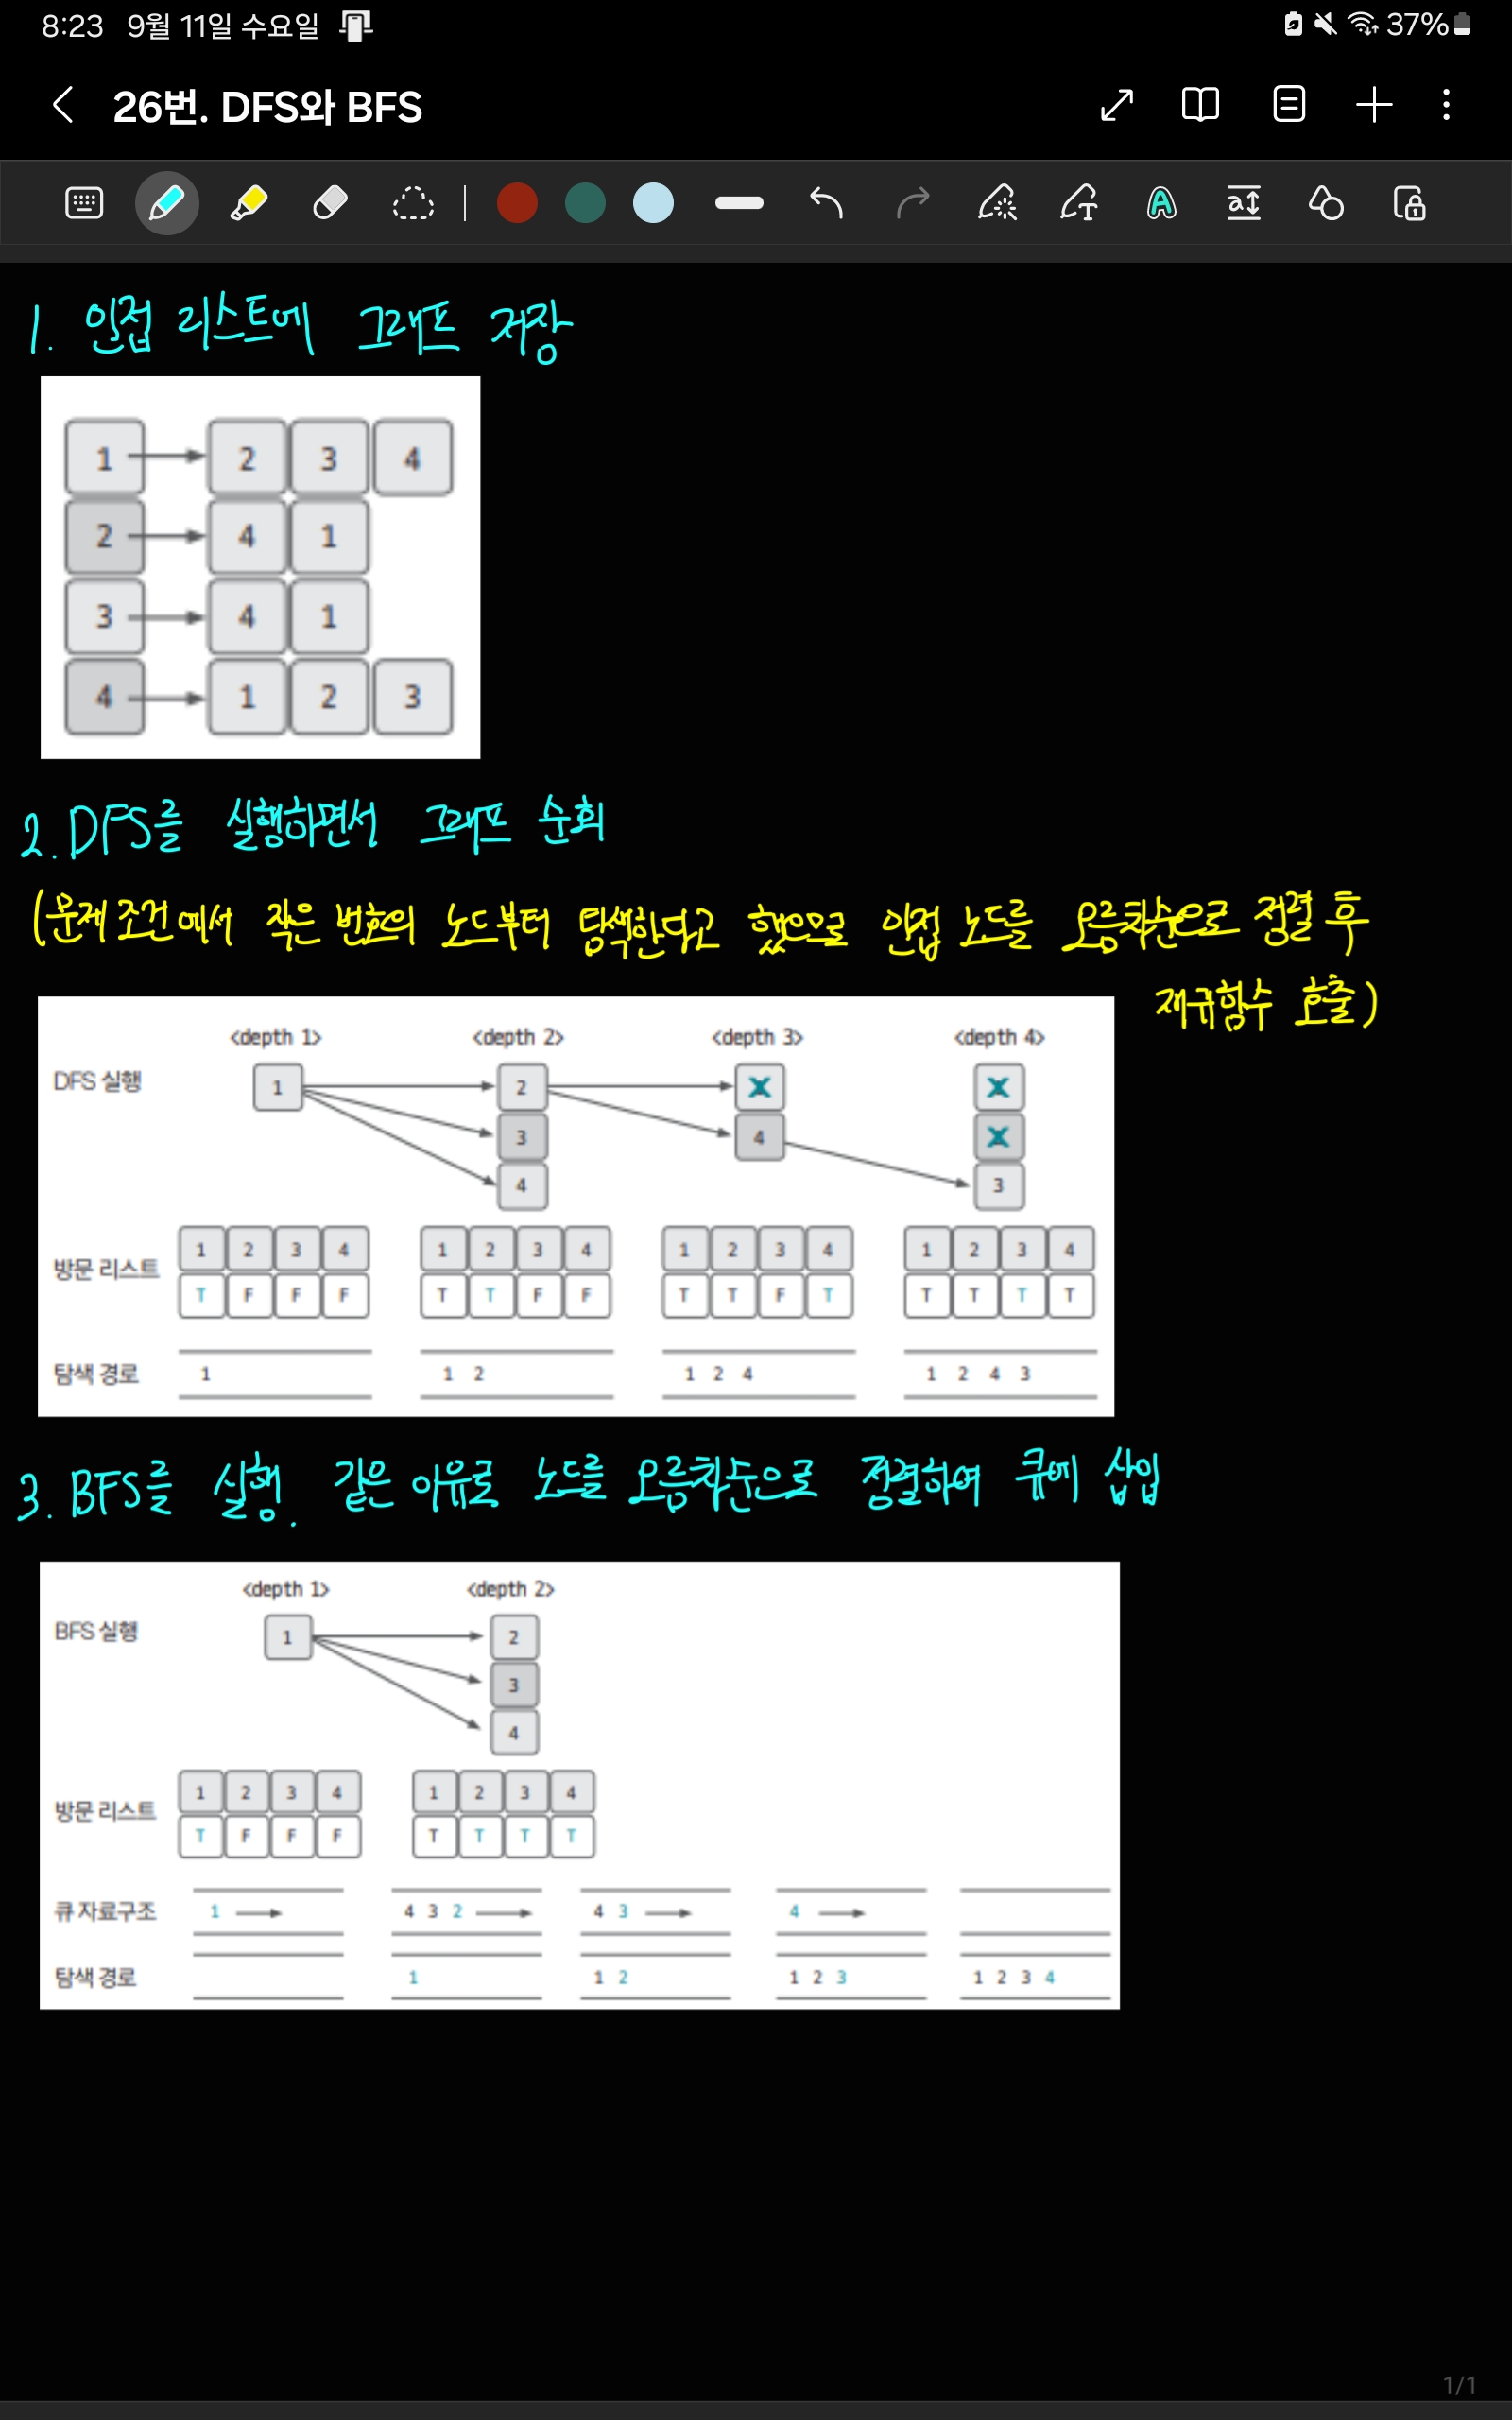 8:23 9월 11일 수요일 37%
26번. DFS와 BFS
1. 인접 리스트에 그래프 저장
1 2 3 4
2 4 1
3 4 1
4 1 2 3
2. DFS를 실행하면서 그래프 순회
(문제 조건에서 작은 번호의 노드부터 탐색한다고 했으므로 인접 노드를 오름차순으로 정렬 후
재귀함수 호출)
<depth 1> <depth 2> <depth 3> <depth 4>
DFS 실행 1 2 X X
3 4 X
4 3
방문 리스트
1 2 3 4 1 2 3 4 1 2 3 4 1 2 3 4
T F F F T T F F T T F T T T T T
탐색 경로 1 1 2 1 2 4 1 2 4 3
3. BFS를 실행. 같은 이유로 노드를 오름차순으로 정렬하여 큐에 삽입
<depth 1> <depth 2>
BFS 실행 1 2
3
4
방문 리스트
1 2 3 4 1 2 3 4
T F F F T T T T
큐 자료구조 1 4 3 2 4 3 4
탐색 경로 1 1 2 1 2 3 1 2 3 4
1/1